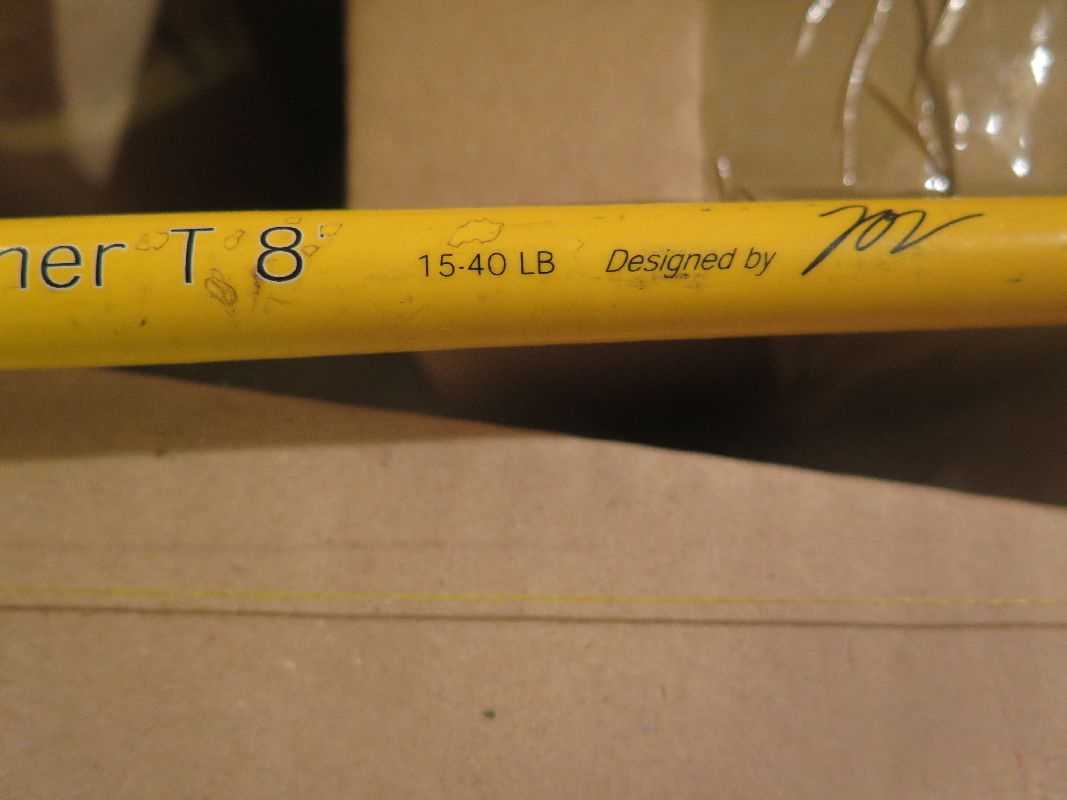 ner T 8' 15-40 LB Designed by